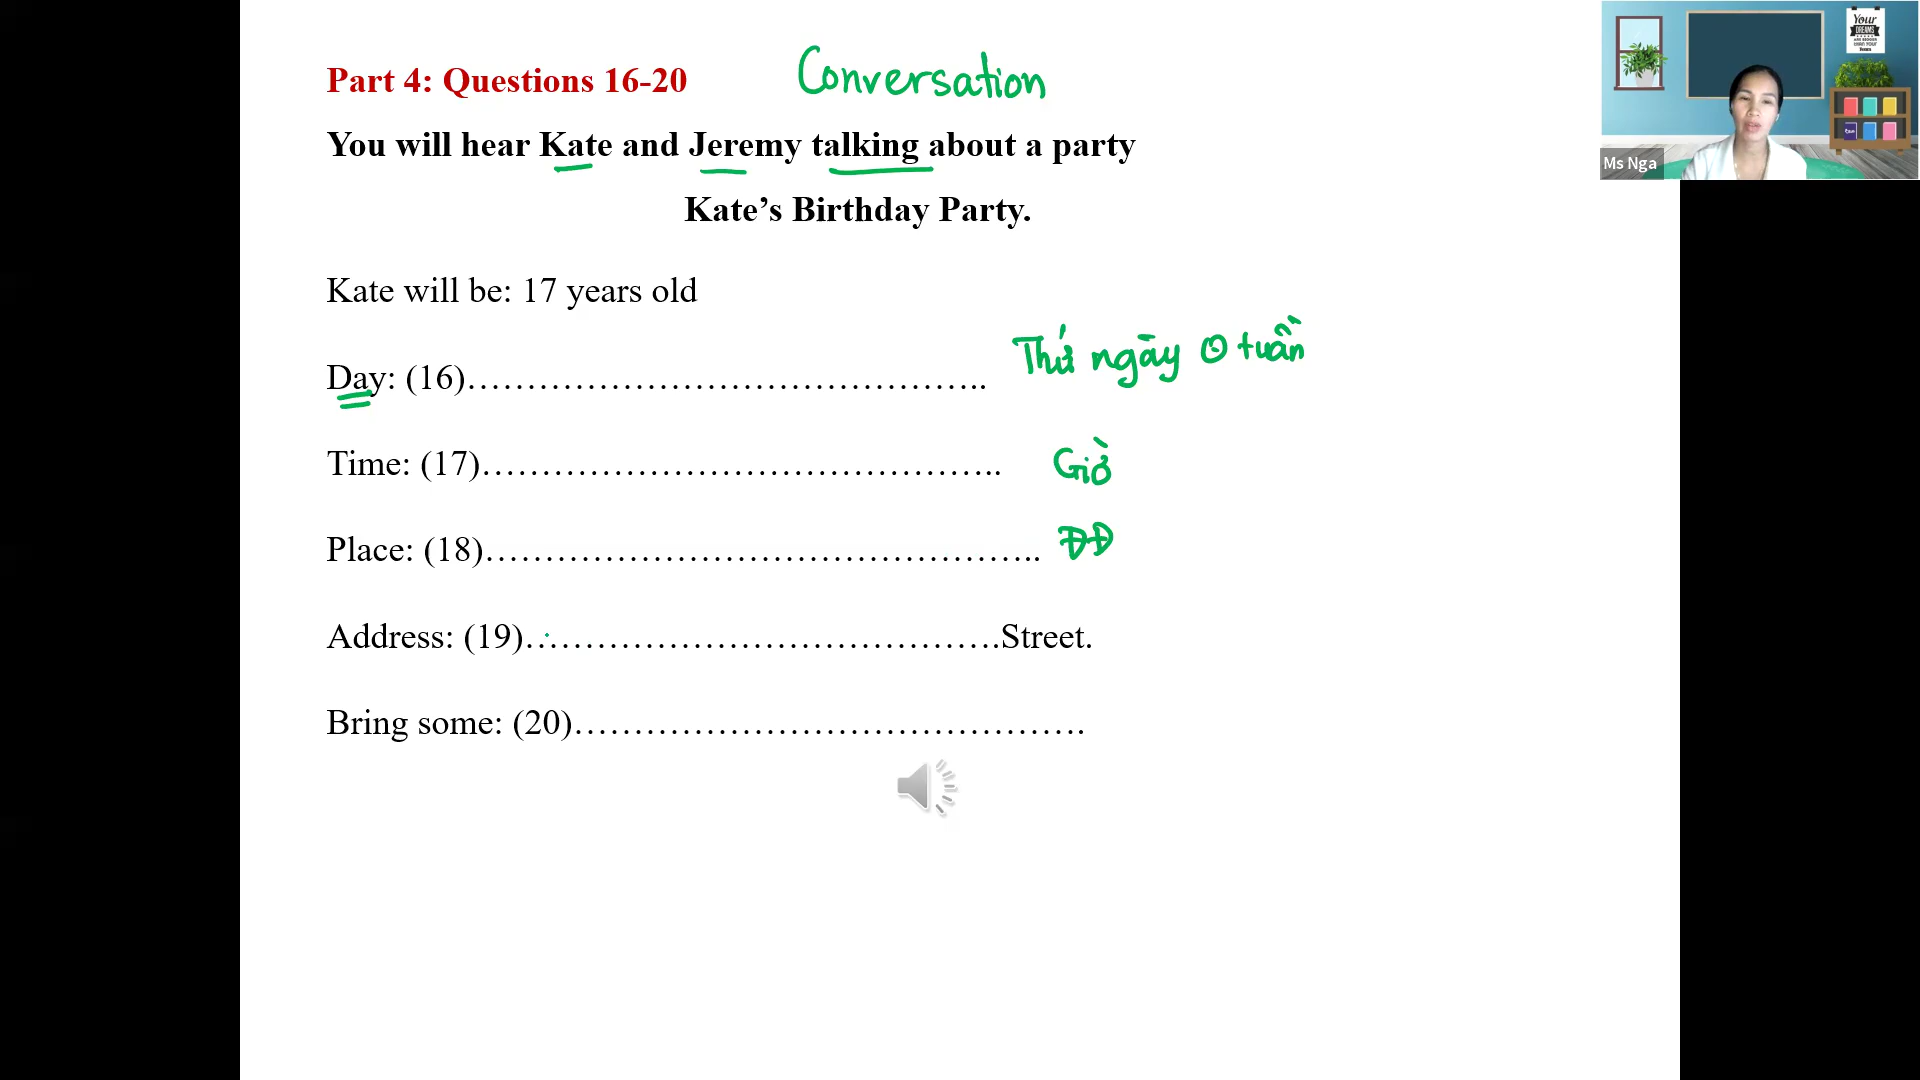 Part 4: Questions 16-20 Conversation
You will hear Kate and Jeremy talking about a party
Kate’s Birthday Party.
Kate will be: 17 years old
Thứ ngày tuần
Day: (16)…………………………………………..
Time: (17)…………………………………………..  Giờ
Place: (18)……………………………………………….. ĐĐ
Address: (19)……………………………………….Street.
Bring some: (20)………………………………………….
Your
DREAMS
Ms Nga